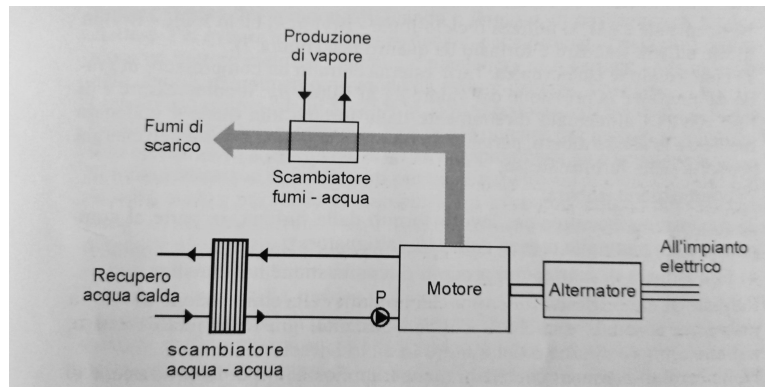 Produzione
di vapore
Fumi di
scarico
Scambiatore
fumi - acqua
All'impianto
elettrico
Recupero
acqua calda
P
Motore
Alternatore
scambiatore
acqua - acqua